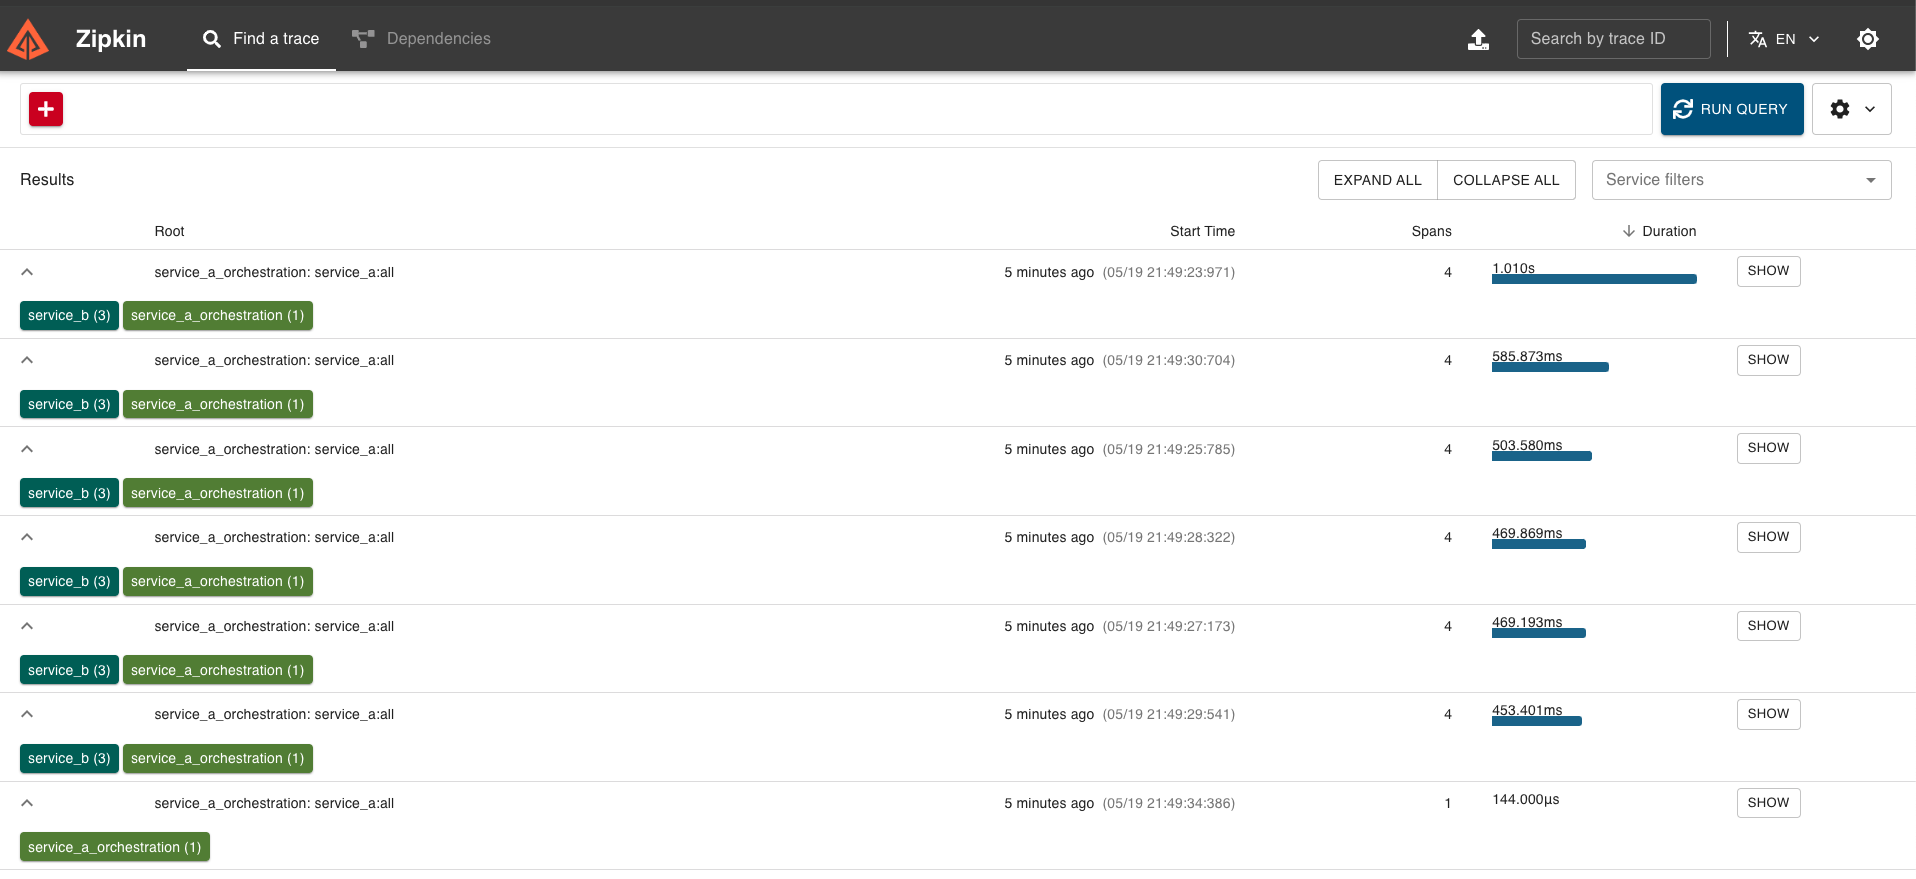 Zipkin Find a trace Dependencies Search by trace ID EN
RUN QUERY
Results EXPAND ALL COLLAPSE ALL Service filters
Root Start Time Spans Duration
service_a_orchestration: service_a:all 5 minutes ago (05/19 21:49:23:971) 4 1.010s SHOW
service_b (3) service_a_orchestration (1)
service_a_orchestration: service_a:all 5 minutes ago (05/19 21:49:30:704) 4 585.873ms SHOW
service_b (3) service_a_orchestration (1)
service_a_orchestration: service_a:all 5 minutes ago (05/19 21:49:25:785) 4 503.580ms SHOW
service_b (3) service_a_orchestration (1)
service_a_orchestration: service_a:all 5 minutes ago (05/19 21:49:28:322) 4 469.869ms SHOW
service_b (3) service_a_orchestration (1)
service_a_orchestration: service_a:all 5 minutes ago (05/19 21:49:27:173) 4 469.193ms SHOW
service_b (3) service_a_orchestration (1)
service_a_orchestration: service_a:all 5 minutes ago (05/19 21:49:29:541) 4 453.401ms SHOW
service_b (3) service_a_orchestration (1)
service_a_orchestration: service_a:all 5 minutes ago (05/19 21:49:34:386) 1 144.000μs SHOW
service_a_orchestration (1)